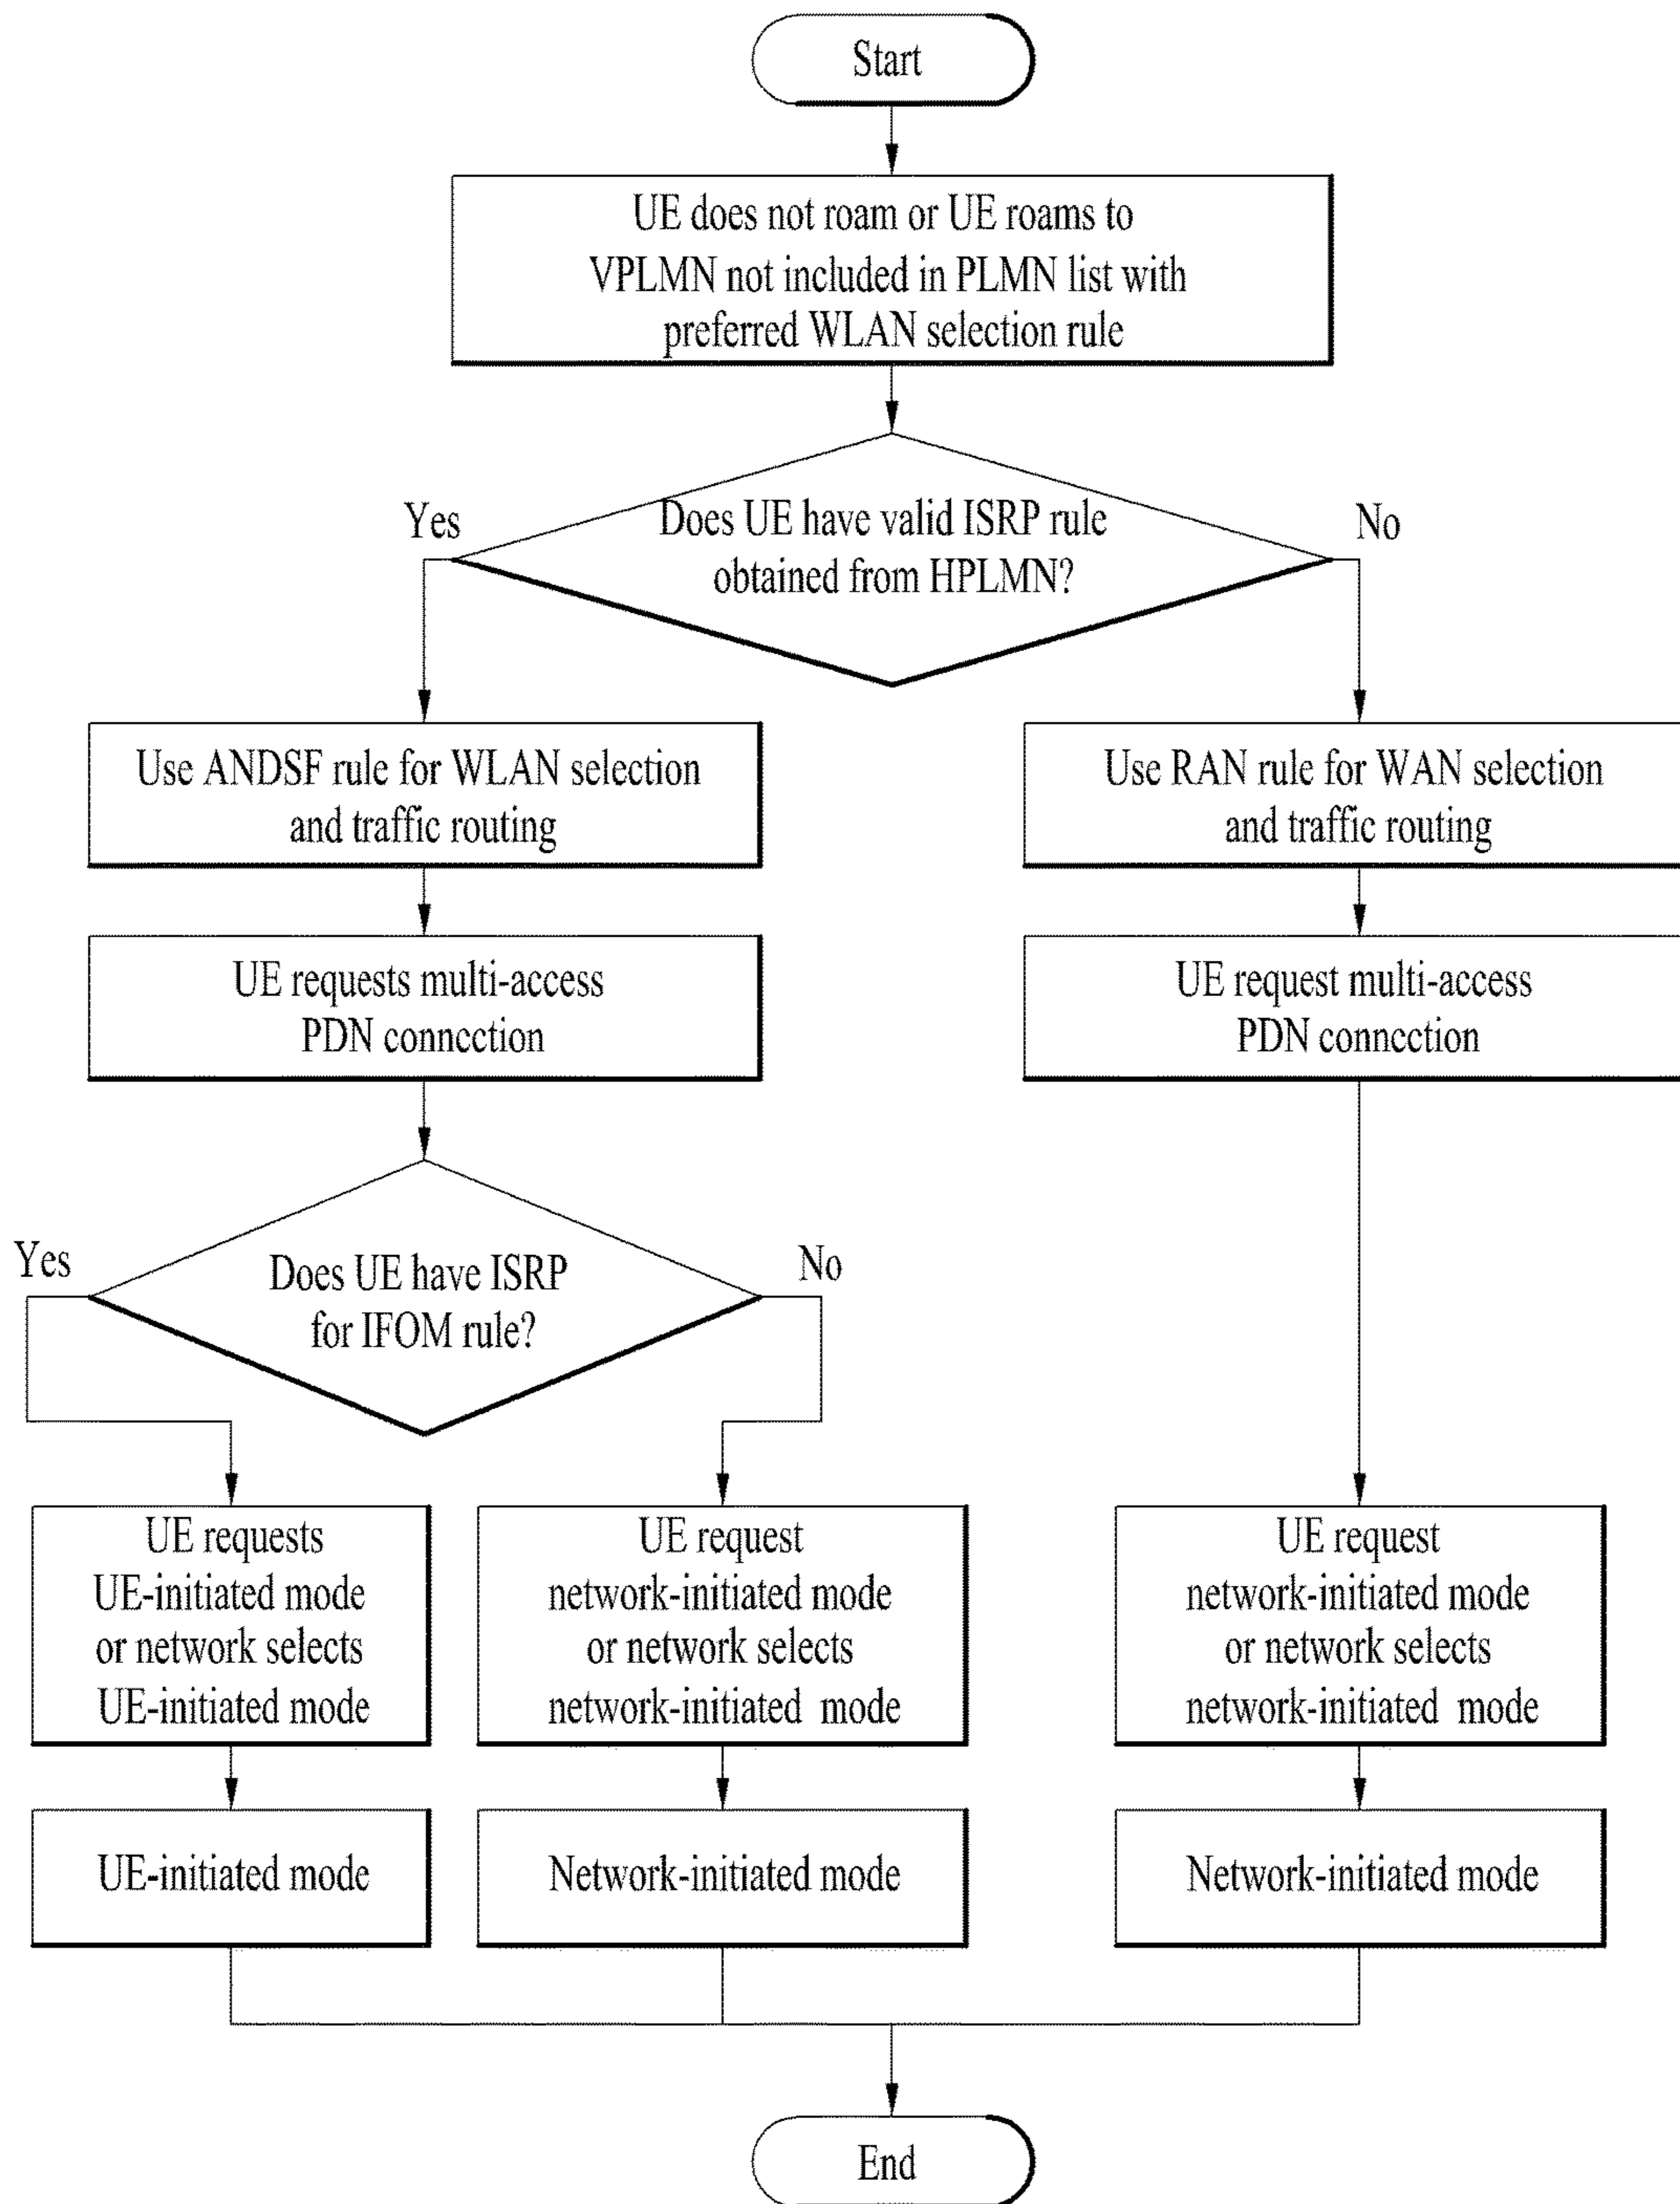 Start
UE does not roam or UE roams to
VPLMN not included in PLMN list with
preferred WLAN selection rule
Yes
Does UE have valid ISRP rule
obtained from HPLMN?
No
Use ANDSF rule for WLAN selection
and traffic routing
Use RAN rule for WAN selection
and traffic routing
UE requests multi-access
PDN connection
UE request multi-access
PDN connection
Yes
Does UE have ISRP
for IFOM rule?
No
UE requests
UE-initiated mode
or network selects
UE-initiated mode
UE request
network-initiated mode
or network selects
network-initiated mode
UE request
network-initiated mode
or network selects
network-initiated mode
UE-initiated mode
Network-initiated mode
Network-initiated mode
End